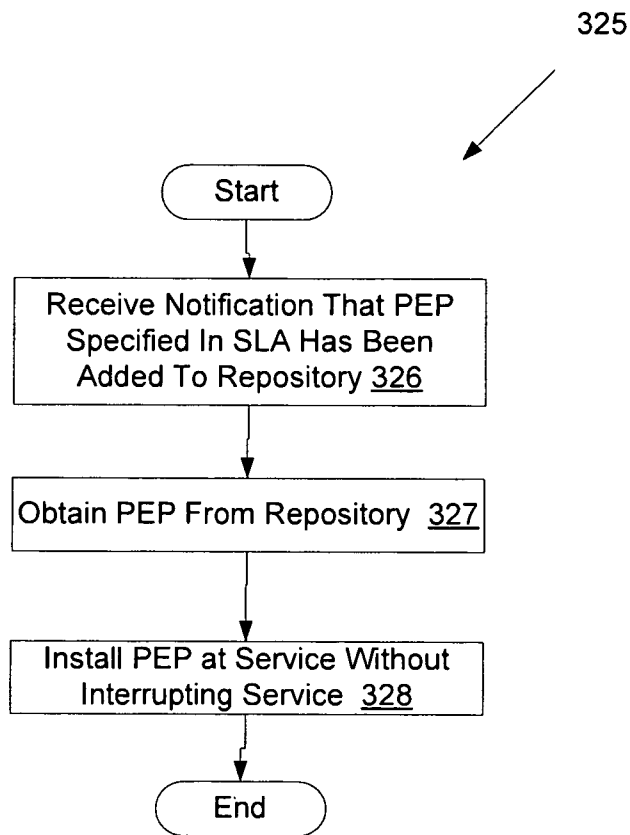 325
Start
Receive Notification That PEP
Specified In SLA Has Been
Added To Repository 326
Obtain PEP From Repository 327
Install PEP at Service Without
Interrupting Service 328
End